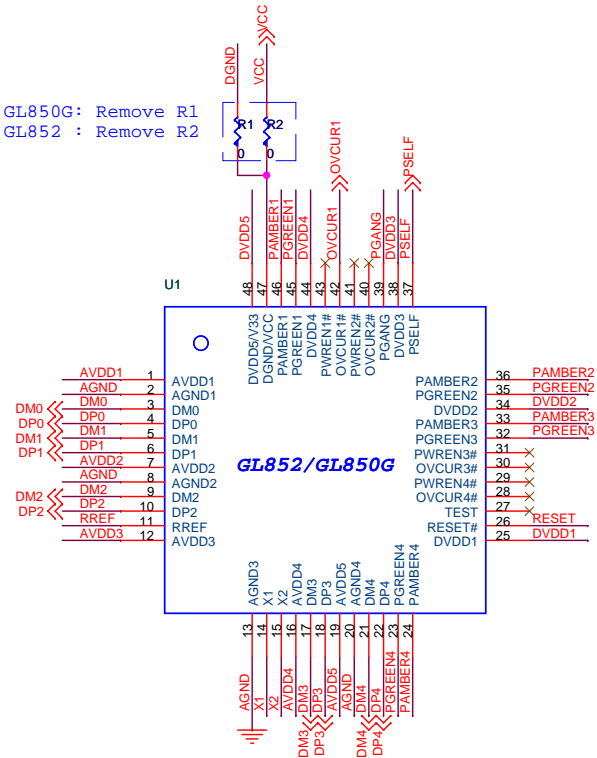 VCC
DGND
VCC
GL850G: Remove R1
GL852 : Remove R2
R1
R2
0
0
OVCUR1
PSELF
DVDD5
PAMBER1
PGREEN1
DVDD4
OVCUR1
PGANG
DVDD3
PSELF
U1
48
47
46
45
44
43
42
41
40
39
38
37
DVDD5/V33
DGND/VCC
PAMBER1
PGREEN1
DVDD4
PWREN1#
OVCUR1#
PWREN2#
OVCUR2#
PGANG
DVDD3
PSELF
AVDD1 1 AVDD1
AGND 2 AGND1
DM0 DM0 3 DM0
DP0 DP0 4 DP0
DM1 DM1 5 DM1
DP1 DP1 6 DP1
AVDD2 7 AVDD2
AGND 8 AGND2
DM2 DM2 9 DM2
DP2 DP2 10 DP2
RREF 11 RREF
AVDD3 12 AVDD3
GL852/GL850G
PAMBER2 36 PAMBER2
PGREEN2 35 PGREEN2
DVDD2 34 DVDD2
PAMBER3 33 PAMBER3
PGREEN3 32 PGREEN3
PWREN3# 31
OVCUR3# 30
PWREN4# 29
OVCUR4# 28
TEST 27
RESET# 26 RESET
DVDD1 25 DVDD1
AGND3
X1
X2
AVDD4
DM3
DP3
AVDD5
AGND4
DM4
DP4
PGREEN4
PAMBER4
13
14
15
16
17
18
19
20
21
22
23
24
AGND
X1
X2
AVDD4
DM3
DP3
AVDD5
AGND
DM4
DP4
PGREEN4
PAMBER4
DM3
DP3
DM4
DP4